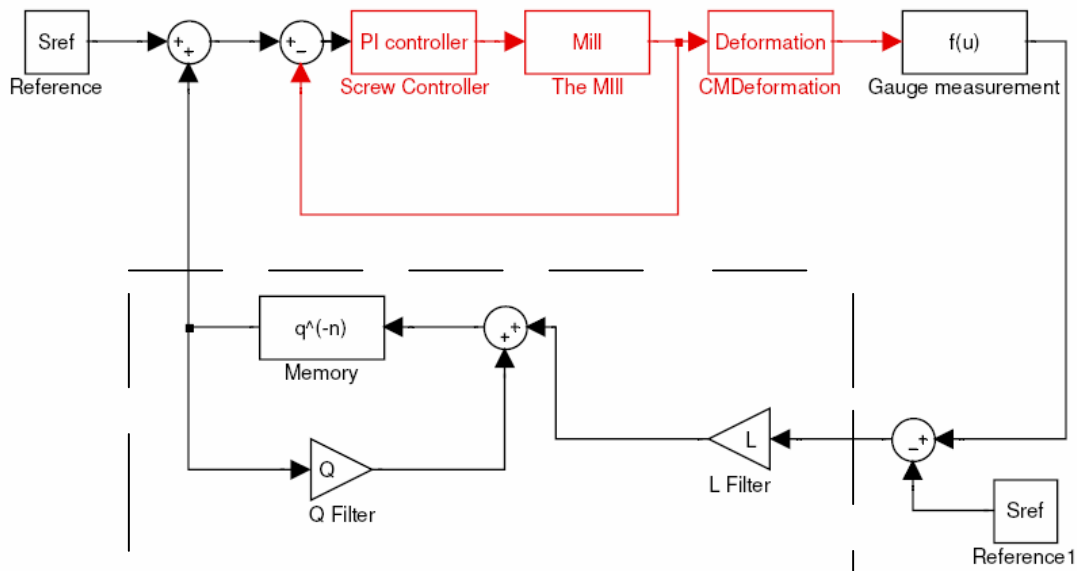 Sref
Reference
+
+
+
−
PI controller
Screw Controller
Mill
The MIll
Deformation
CMDeformation
f(u)
Gauge measurement
q^(-n)
Memory
+
+
Q
Q Filter
L
L Filter
−
+
Sref
Reference1